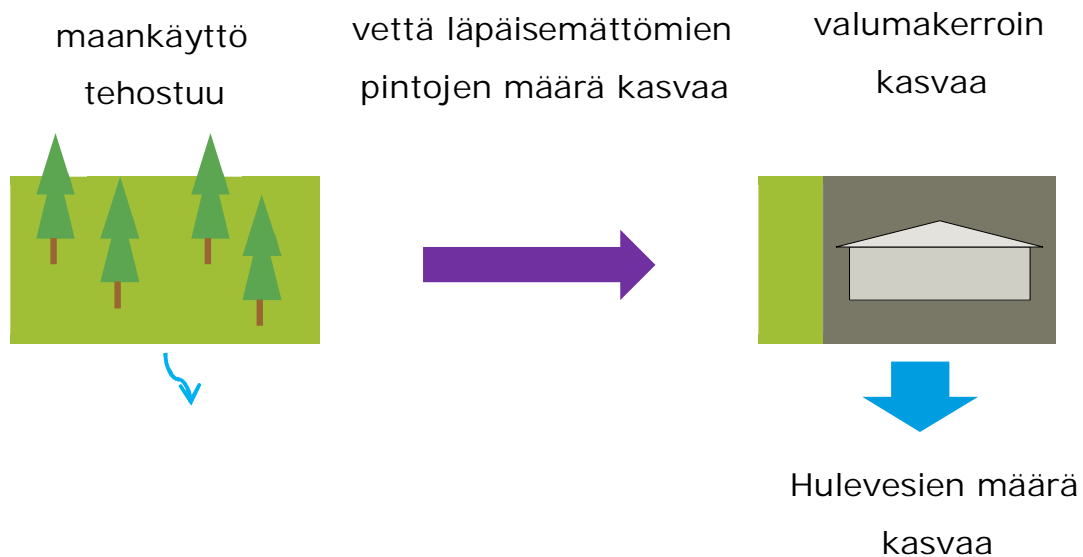 maankäyttö
tehostuu
vettä läpäisemättömien
pintojen määrä kasvaa
valumakerroin
kasvaa
Hulevesien määrä
kasvaa